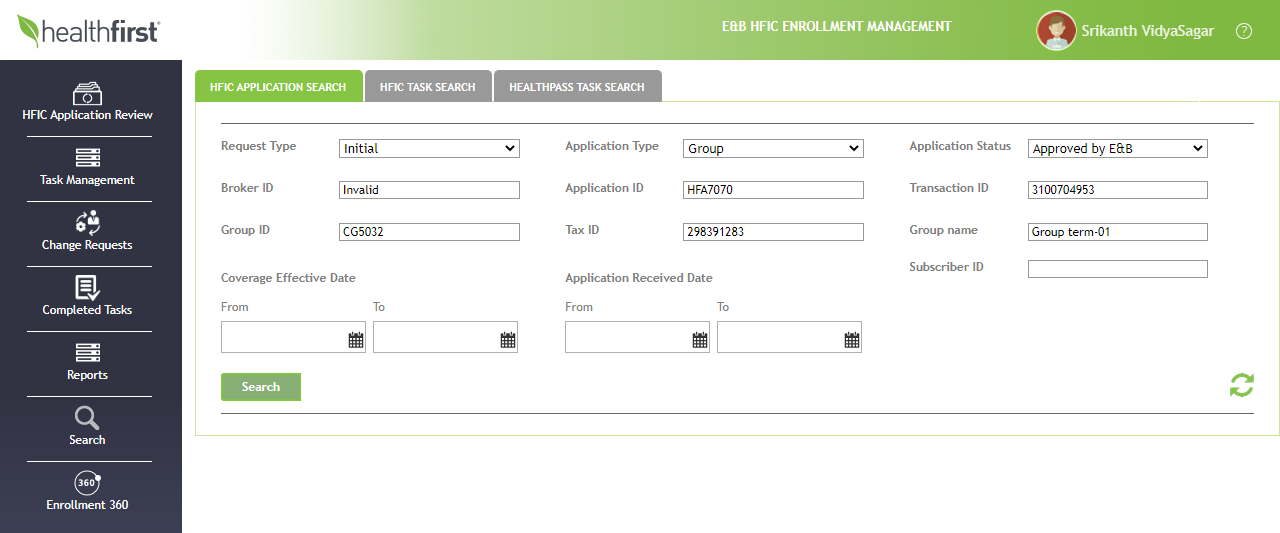 healthfirst
E&B HFIC ENROLLMENT MANAGEMENT
Srikanth VidyaSagar
?
HFIC Application Review
Task Management
Change Requests
Completed Tasks
Reports
Search
360
Enrollment 360
HFIC APPLICATION SEARCH HFIC TASK SEARCH HEALTHPASS TASK SEARCH
Request Type Initial Application Type Group Application Status Approved by E&B
Broker ID Invalid Application ID HFA7070 Transaction ID 3100704953
Group ID CG5032 Tax ID 298391283 Group name Group term-01
Subscriber ID
Coverage Effective Date Application Received Date
From To From To
Search